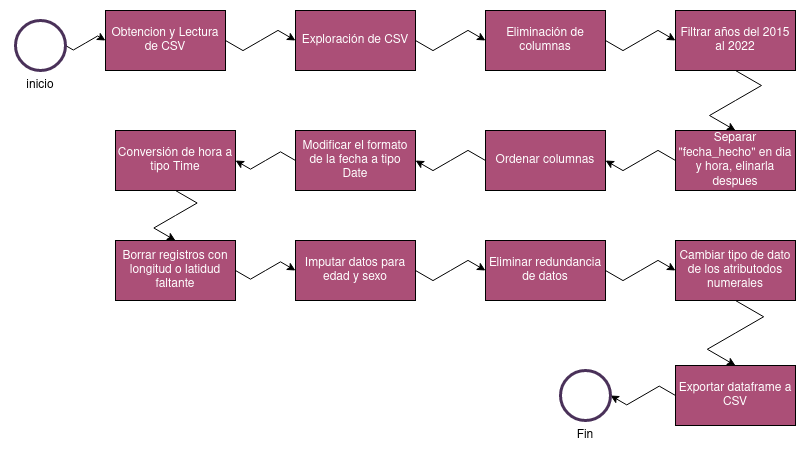 inicio
Obtencion y Lectura
de CSV
Exploración de CSV
Eliminación de
columnas
Filtrar años del 2015
al 2022
Separar
"fecha_hecho" en dia
y hora, elinarla
despues
Ordenar columnas
Modificar el formato
de la fecha a tipo
Date
Conversión de hora a
tipo Time
Borrar registros con
longitud o latidud
faltante
Imputar datos para
edad y sexo
Eliminar redundancia
de datos
Cambiar tipo de dato
de los atributodos
numerales
Exportar dataframe a
CSV
Fin